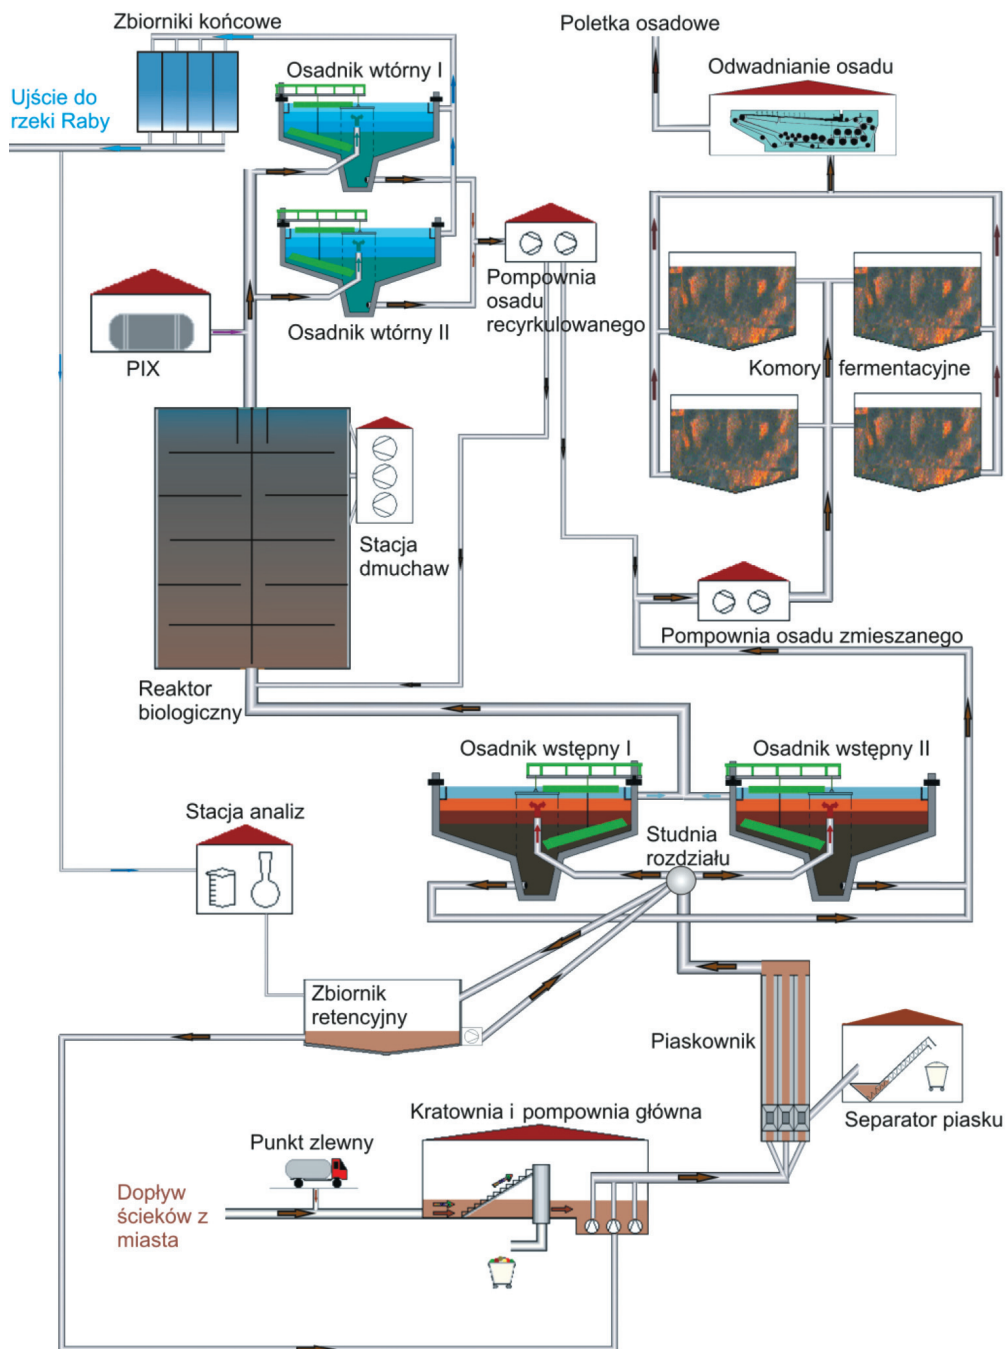 Zbiorniki końcowe
Poletka osadowe
Osadnik wtórny I
Odwadnianie osadu
Ujście do
rzeki Raby
Pompownia
osadu
recyrkulowanego
Osadnik wtórny II
PIX
Komory fermentacyjne
Stacja
dmuchaw
Pompownia osadu zmieszanego
Reaktor
biologiczny
Osadnik wstępny I
Osadnik wstępny II
Stacja analiz
Studnia
rozdziału
Zbiornik
retencyjny
Piaskownik
Separator piasku
Kratownia i pompownia główna
Punkt zlewny
Dopływ
ścieków z
miasta